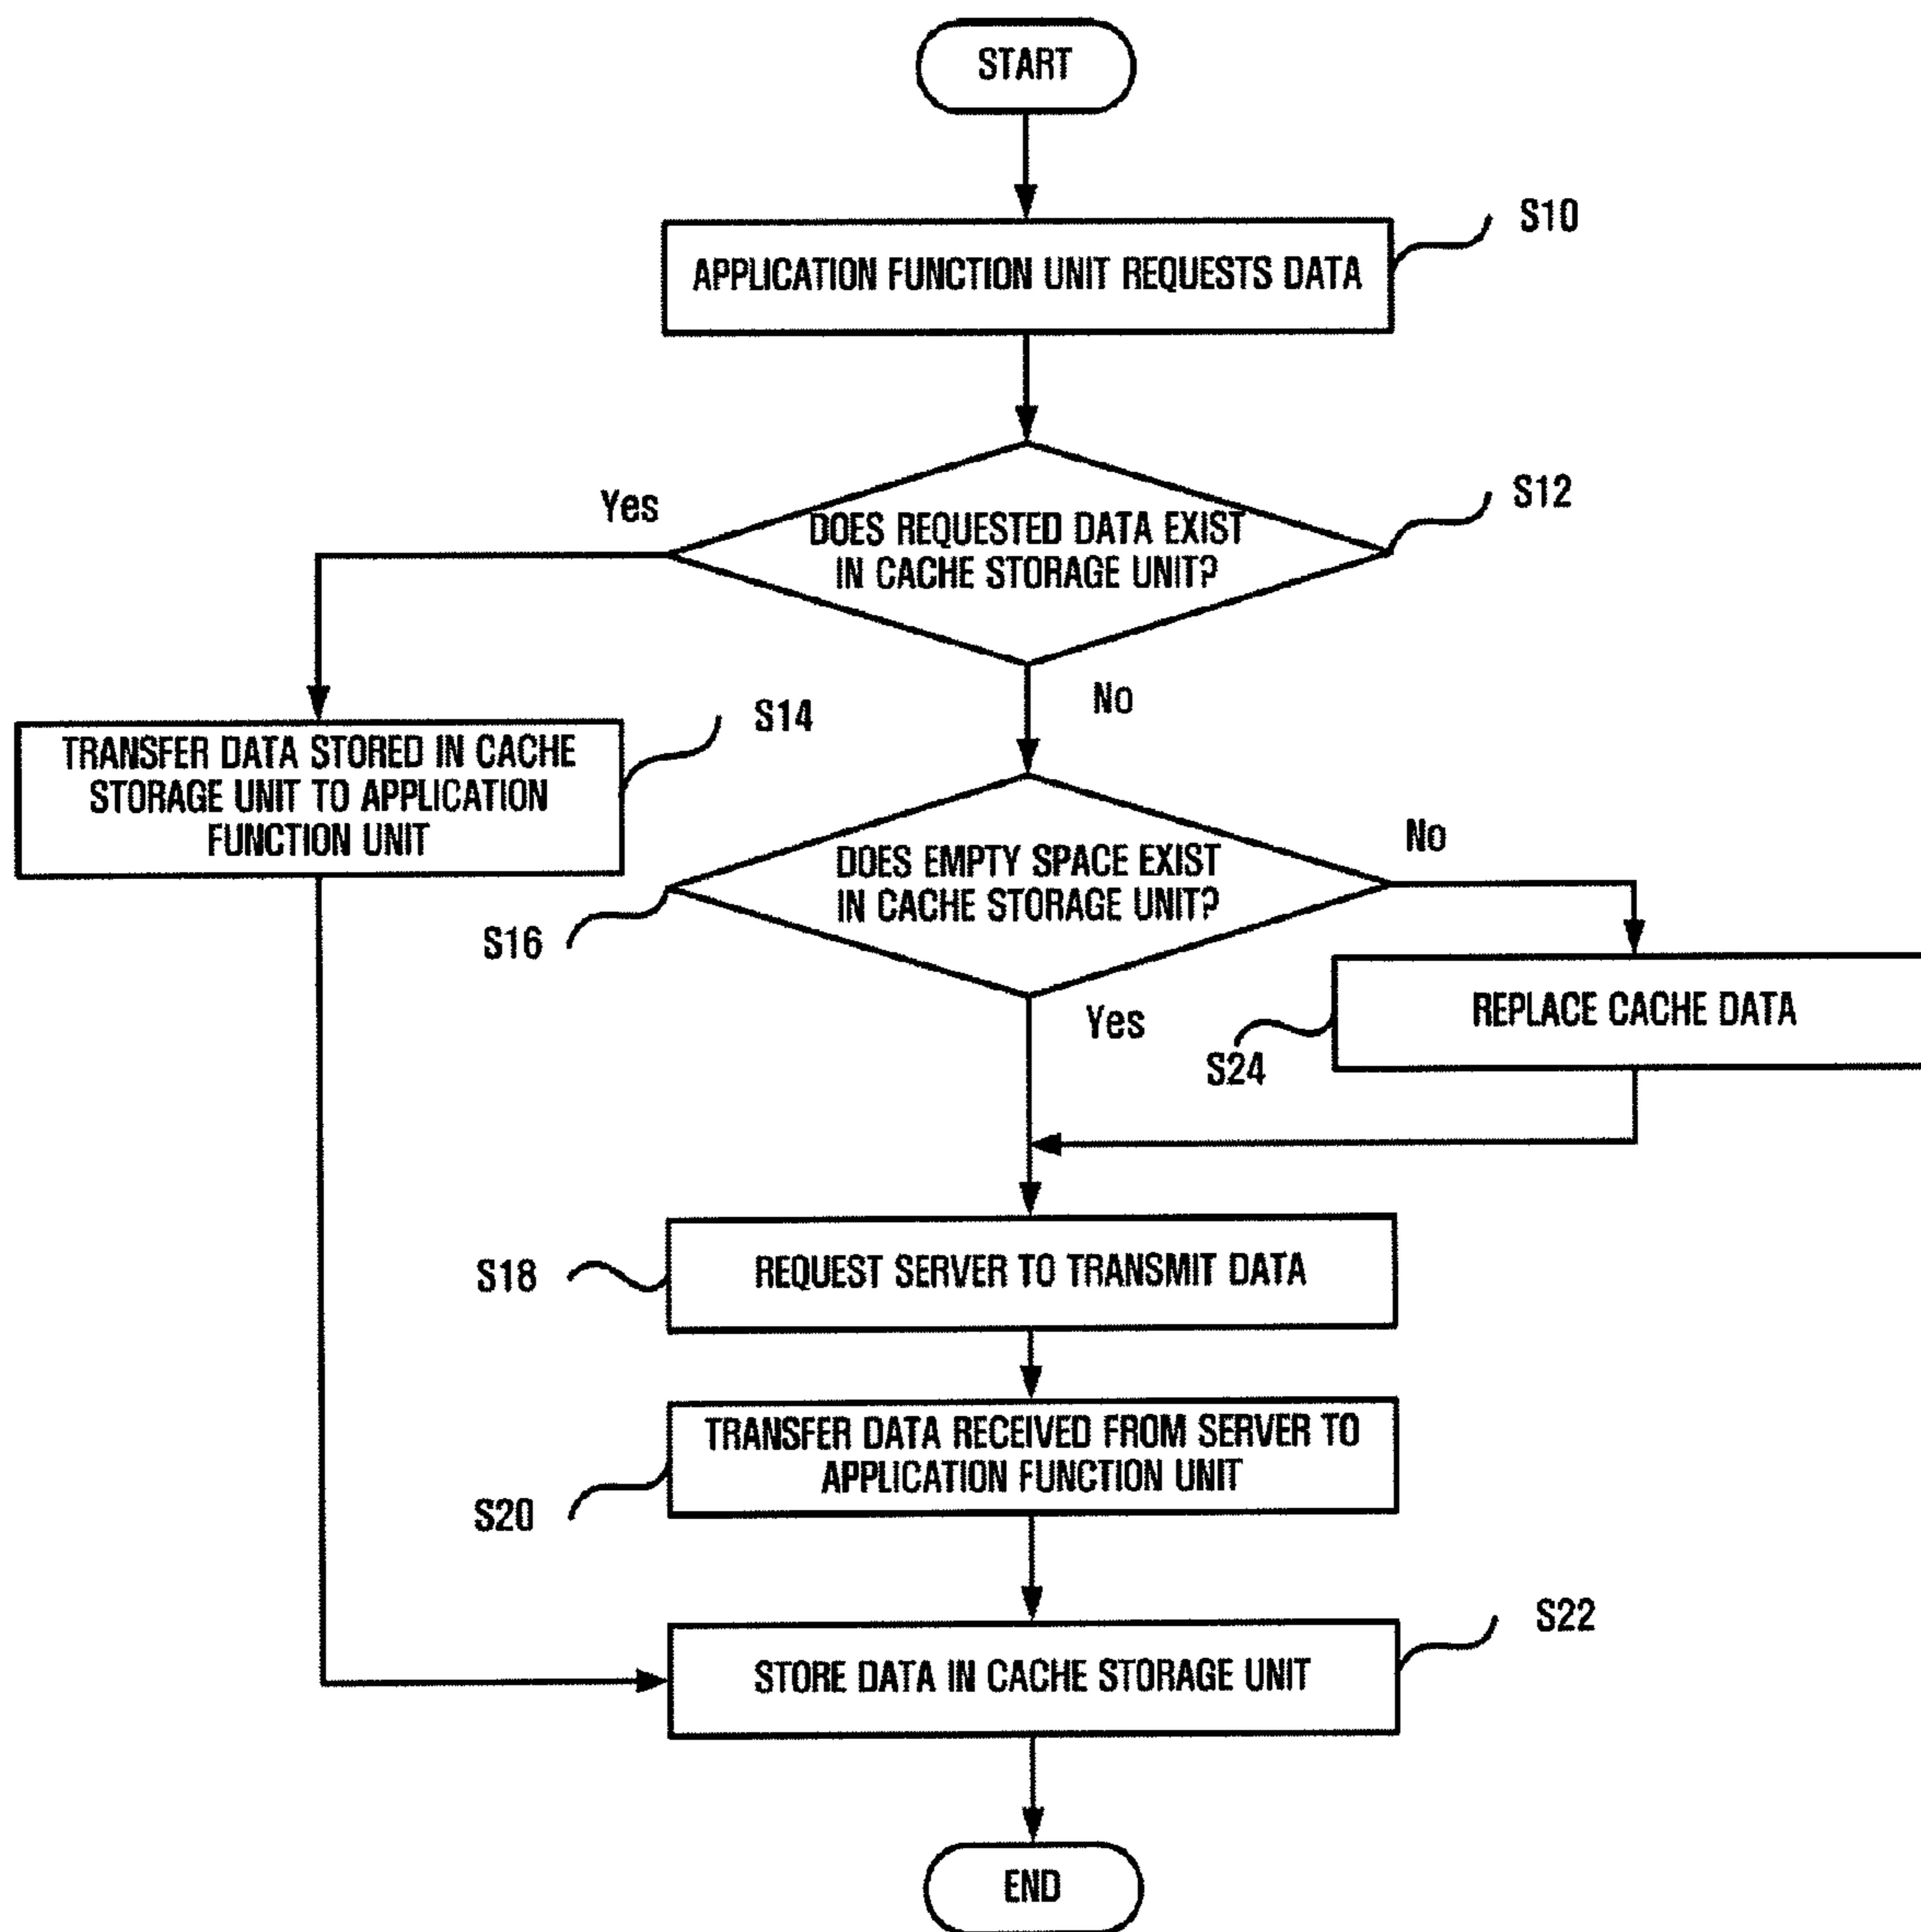 START
APPLICATION FUNCTION UNIT REQUESTS DATA
S10
DOES REQUESTED DATA EXIST
IN CACHE STORAGE UNIT?
S12
Yes
No
TRANSFER DATA STORED IN CACHE
STORAGE UNIT TO APPLICATION
FUNCTION UNIT
S14
DOES EMPTY SPACE EXIST
IN CACHE STORAGE UNIT?
S16
No
Yes
REPLACE CACHE DATA
S24
S18
REQUEST SERVER TO TRANSMIT DATA
TRANSFER DATA RECEIVED FROM SERVER TO
APPLICATION FUNCTION UNIT
S20
S22
STORE DATA IN CACHE STORAGE UNIT
END